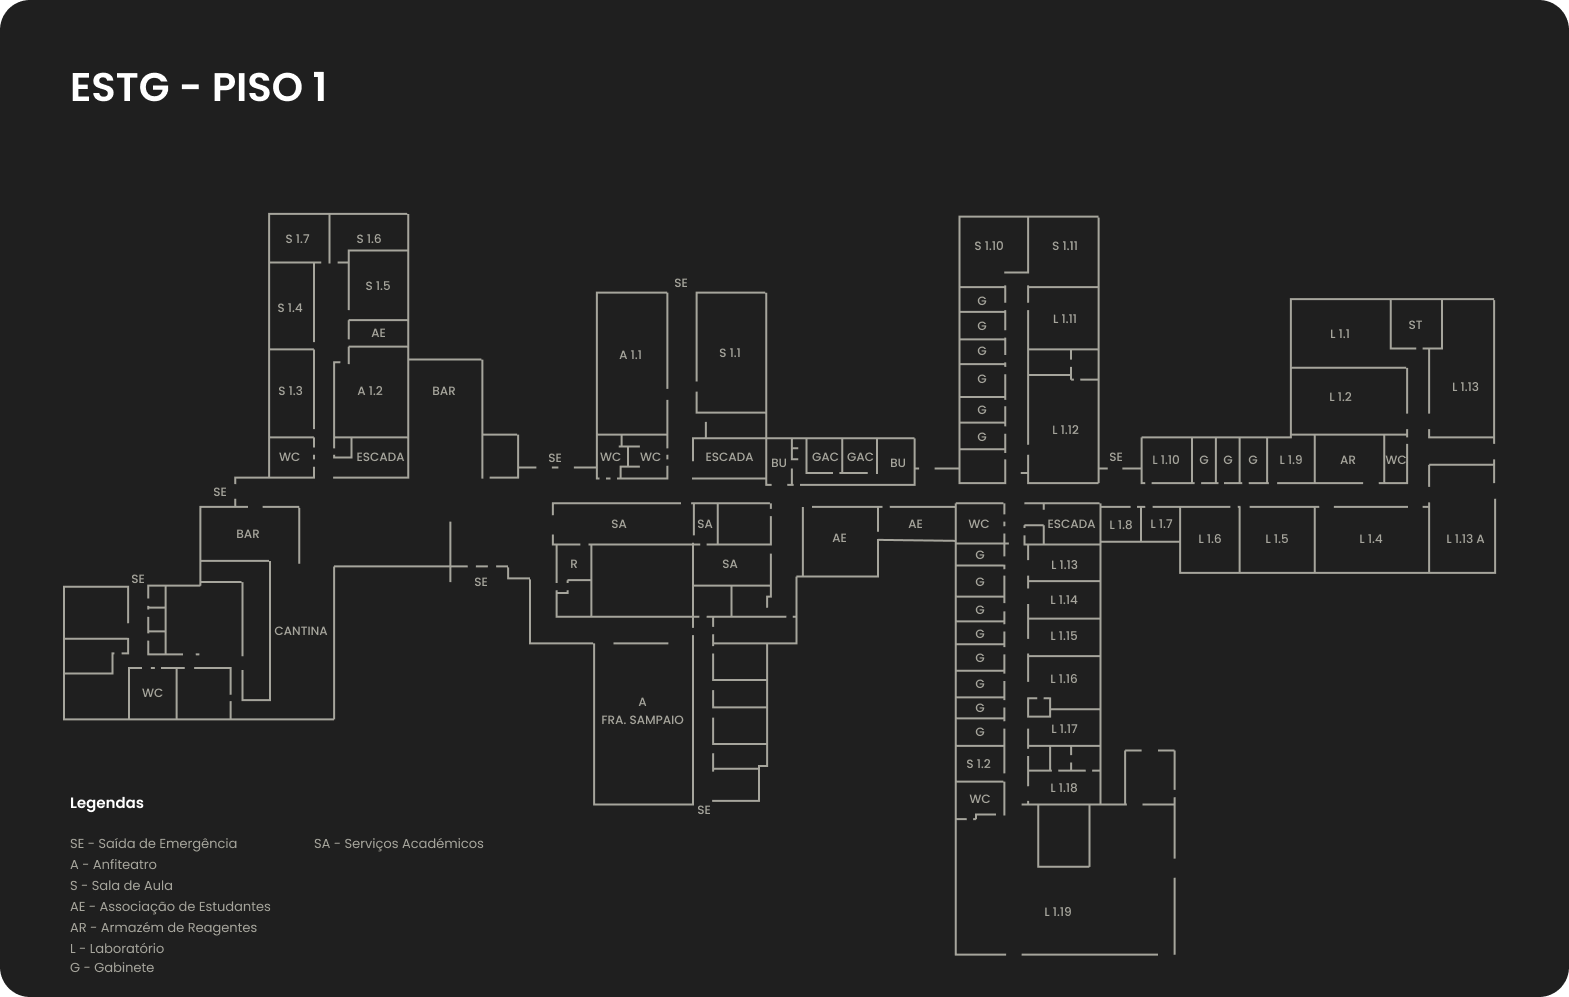 ESTG - PISO 1
S 1.7
S 1.6
S 1.10
S 1.11
SE
S 1.5
G
S 1.4
L 1.11
G
ST
AE
L 1.1
A 1.1
S 1.1
G
G
L 1.13
S 1.3
A 1.2
BAR
L 1.2
G
L 1.12
G
WC
ESCADA
SE
WC
WC
ESCADA
BU
GAC
GAC
BU
SE
L 1.10
G
G
G
L 1.9
AR
WC
SE
SA
SA
AE
WC
ESCADA
L 1.8
L 1.7
BAR
AE
L 1.6
L 1.5
L 1.4
L 1.13 A
G
R
SA
L 1.13
SE
SE
G
L 1.14
G
CANTINA
G
L 1.15
G
WC
G
L 1.16
A
FRA. SAMPAIO
G
G
L 1.17
S 1.2
L 1.18
WC
SE
L 1.19
Legendas
SE - Saída de Emergência
A - Anfiteatro
S - Sala de Aula
AE - Associação de Estudantes
AR - Armazém de Reagentes
L - Laboratório
G - Gabinete
SA - Serviços Académicos